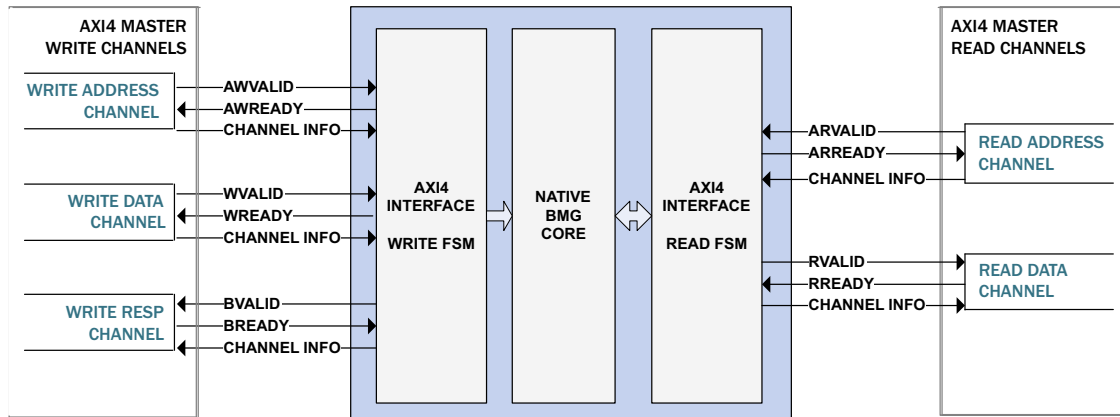 AXI4 MASTER
WRITE CHANNELS
WRITE ADDRESS
CHANNEL
AWVALID
AWREADY
CHANNEL INFO
WRITE DATA
CHANNEL
WVALID
WREADY
CHANNEL INFO
WRITE RESP
CHANNEL
BVALID
BREADY
CHANNEL INFO
AXI4
INTERFACE
WRITE FSM
NATIVE
BMG
CORE
AXI4
INTERFACE
READ FSM
ARVALID
ARREADY
CHANNEL INFO
RVALID
RREADY
CHANNEL INFO
AXI4 MASTER
READ CHANNELS
READ ADDRESS
CHANNEL
READ DATA
CHANNEL